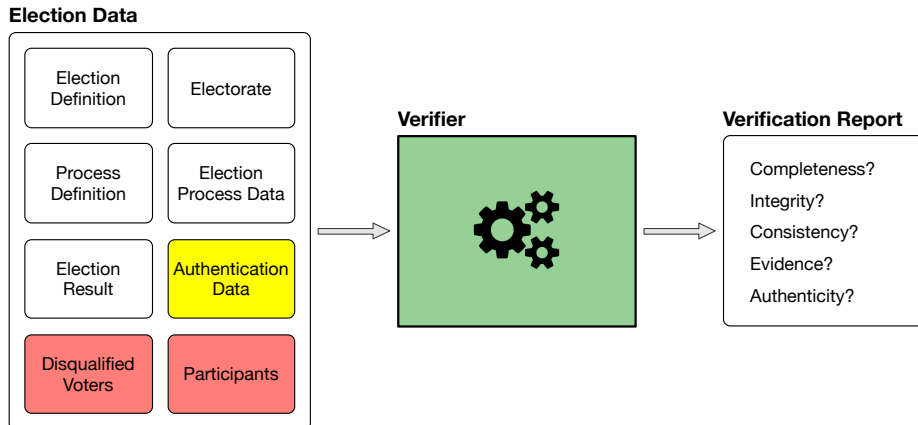 Election Data
Election
Definition
Electorate
Process
Definition
Election
Process Data
Election
Result
Authentication
Data
Disqualified
Voters
Participants
Verifier
Verification Report
Completeness?
Integrity?
Consistency?
Evidence?
Authenticity?